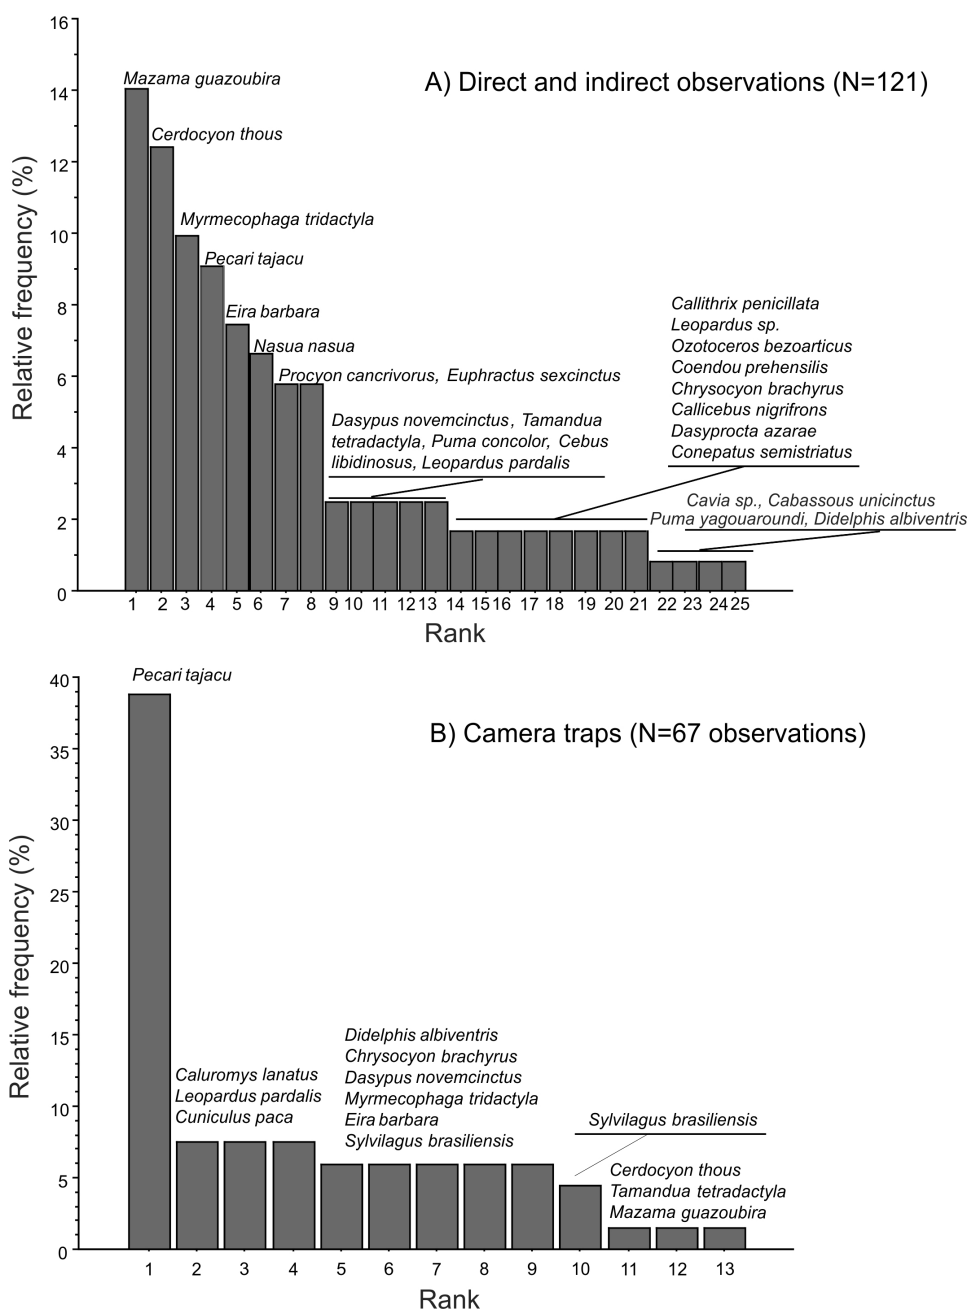 A) Direct and indirect observations (N=121)
Relative frequency (%)
16
14
12
10
8
6
4
2
0
Mazama guazoubira
Cerdocyon thous
Myrmecophaga tridactyla
Pecari tajacu
Eira barbara
Nasua nasua
Procyon cancrivorus, Euphractus sexcinctus
Dasypus novemcinctus, Tamandua
tetradactyla, Puma concolor, Cebus
libidinosus, Leopardus pardalis
Callithrix penicillata
Leopardus sp.
Ozotoceros bezoarticus
Coendou prehensilis
Chrysocyon brachyrus
Callicebus nigrifrons
Dasyprocta azarae
Conepatus semistriatus
Cavia sp., Cabassous unicinctus
Puma yagouaroundi, Didelphis albiventris
1 2 3 4 5 6 7 8 9 10 11 12 13 14 15 16 17 18 19 20 21 22 23 24 25
Rank
B) Camera traps (N=67 observations)
Relative frequency (%)
40
35
30
25
20
15
10
5
0
Pecari tajacu
Caluromys lanatus
Leopardus pardalis
Cuniculus paca
Didelphis albiventris
Chrysocyon brachyrus
Dasypus novemcinctus
Myrmecophaga tridactyla
Eira barbara
Sylvilagus brasiliensis
Sylvilagus brasiliensis
Cerdocyon thous
Tamandua tetradactyla
Mazama guazoubira
1 2 3 4 5 6 7 8 9 10 11 12 13
Rank